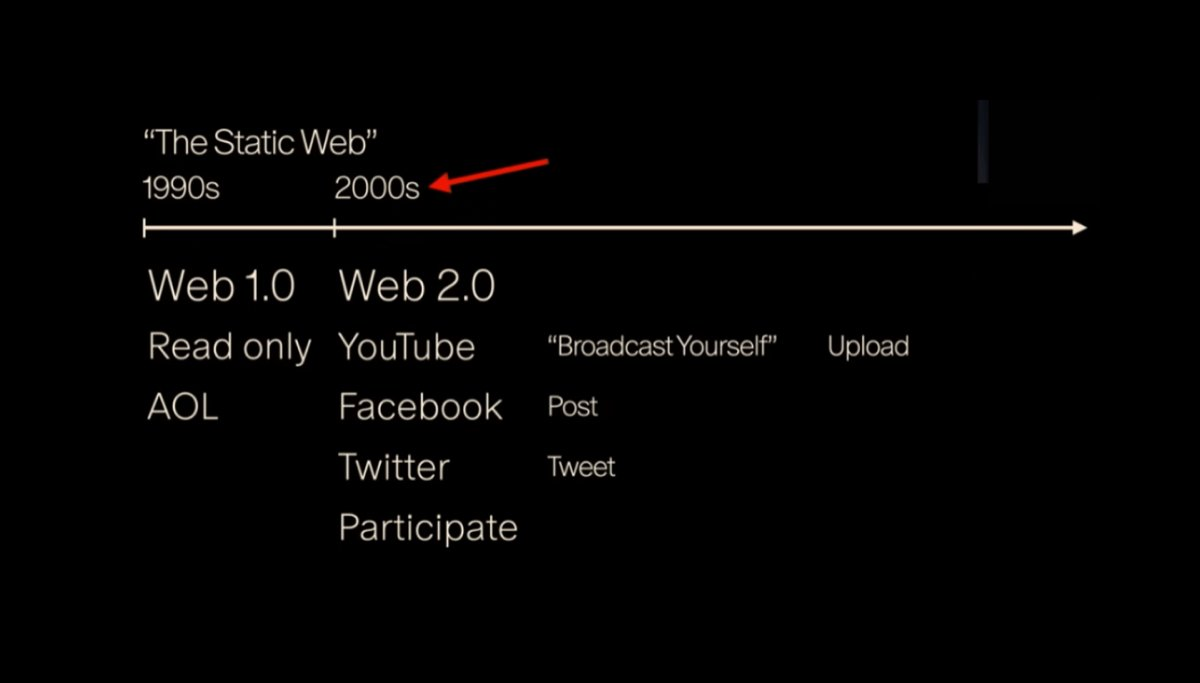 “The Static Web”
1990s 2000s
Web 1.0 Web 2.0
Read only YouTube “Broadcast Yourself” Upload
AOL Facebook Post
Twitter Tweet
Participate